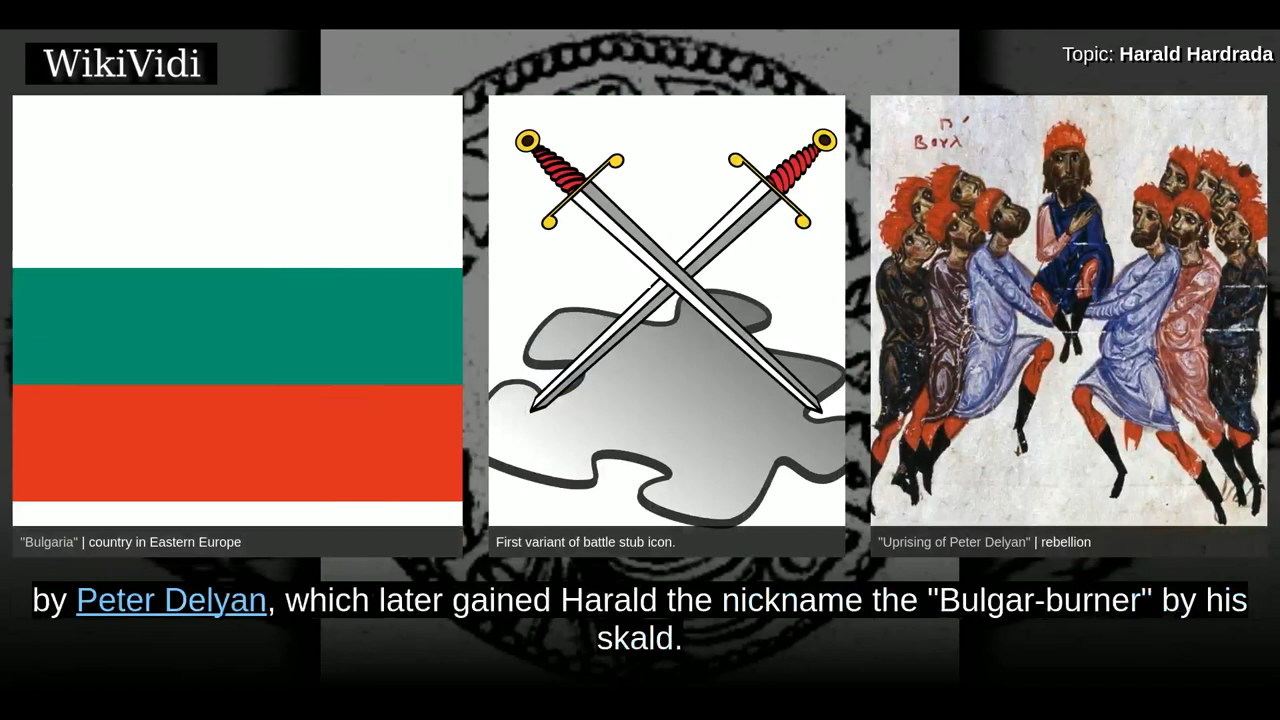 WikiVidi
Topic: Harald Hardrada
П´
Βουλ
"Bulgaria" | country in Eastern Europe
First variant of battle stub icon.
"Uprising of Peter Delyan" | rebellion
by Peter Delyan, which later gained Harald the nickname the "Bulgar-burner" by his
skald.